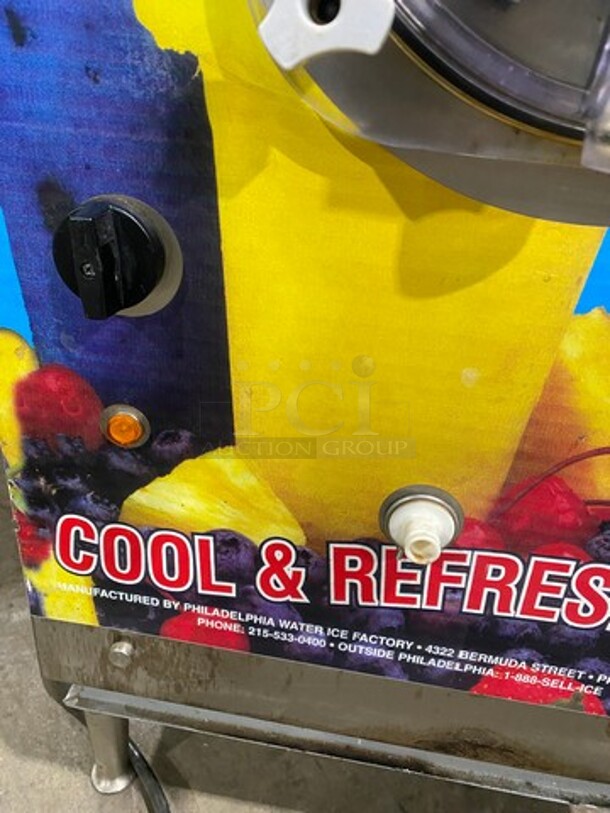 PCi
AUCTION GROUP
COOL & REFRES
MANUFACTURED BY PHILADELPHIA WATER ICE FACTORY • 4322 BERMUDA STREET •
PHONE: 215-533-0400 • OUTSIDE PHILADELPHIA: 1-888-SELL-ICE